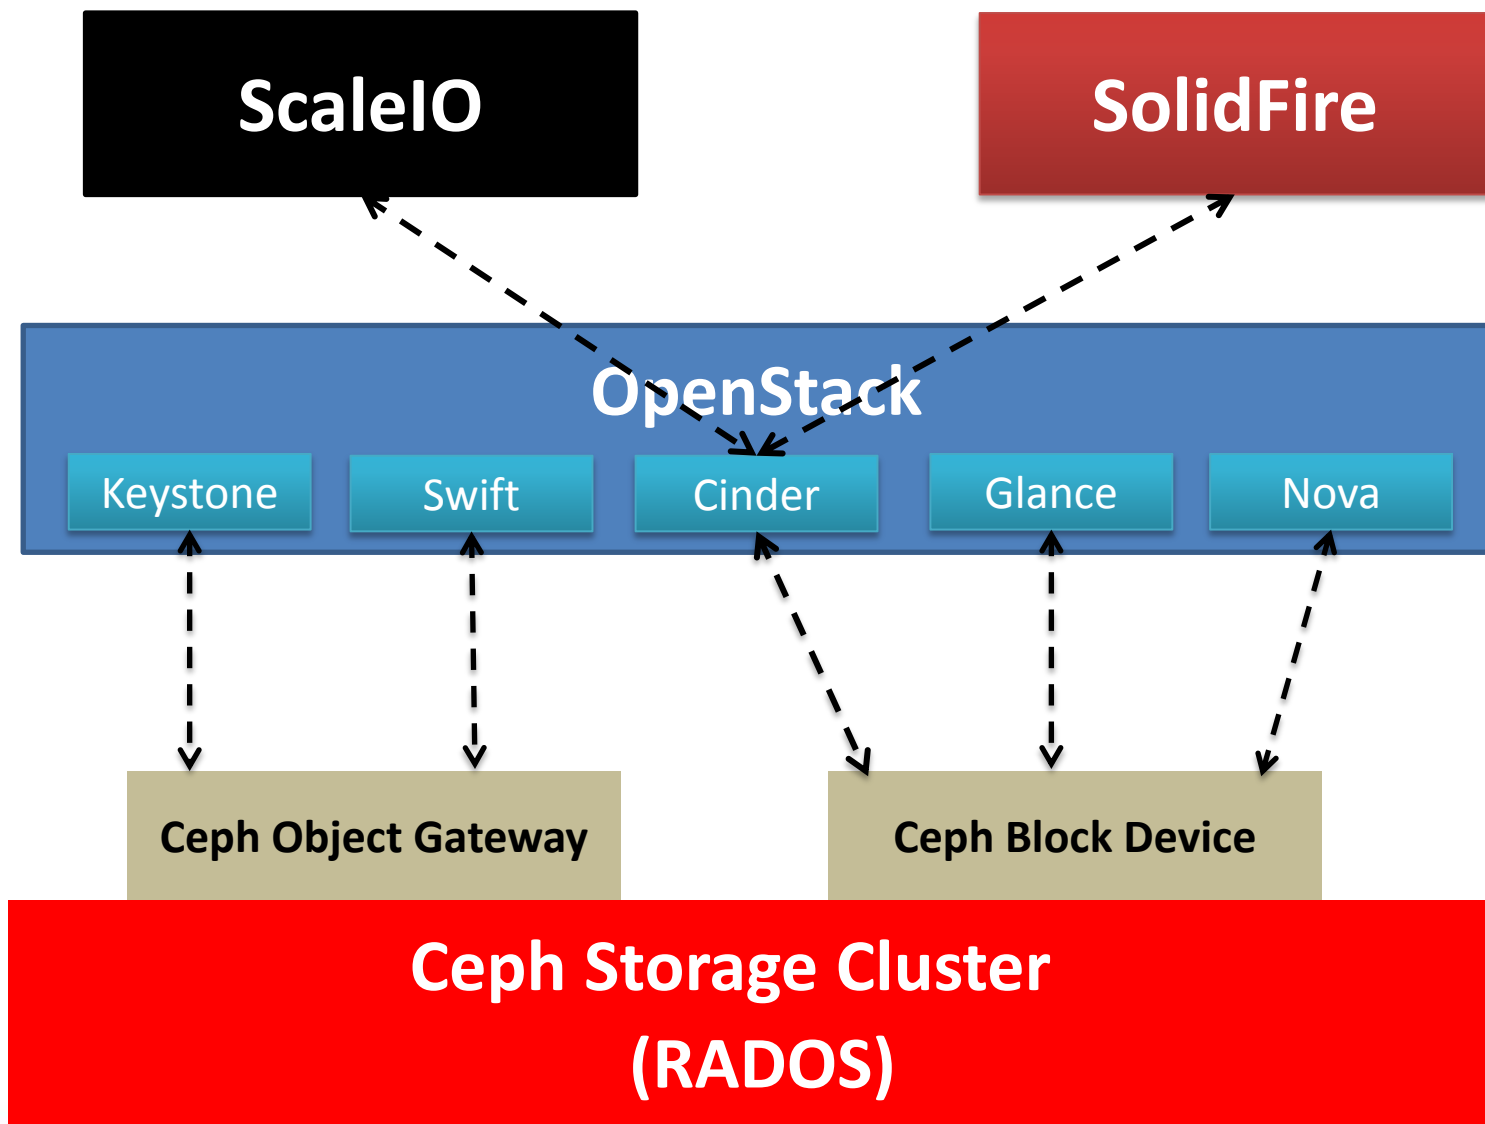 ScaleIO
SolidFire
OpenStack
Keystone
Swift
Cinder
Glance
Nova
Ceph Object Gateway
Ceph Block Device
Ceph Storage Cluster
(RADOS)